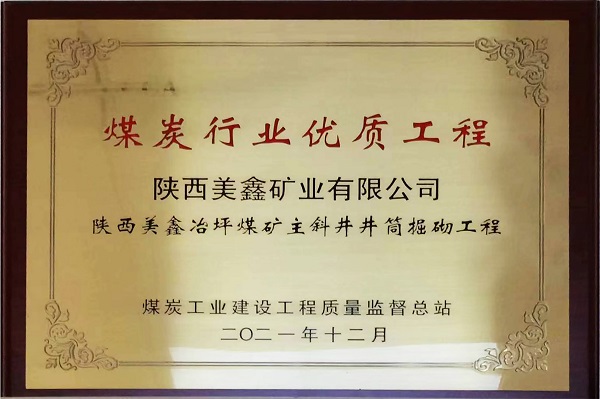 煤炭行业优质工程
陕西美鑫矿业有限公司
陕西美鑫冶坪煤矿主斜井井筒掘砌工程
煤炭工业建设工程质量监督总站
二〇二一年十二月